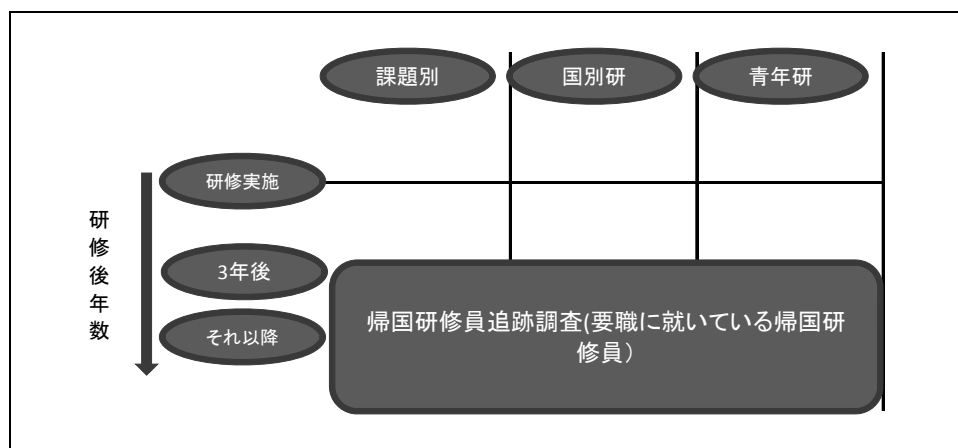 課題別
国別研
青年研
研修実施
研修後年数
3年後
それ以降
帰国研修員追跡調査(要職に就いている帰国研
修員）